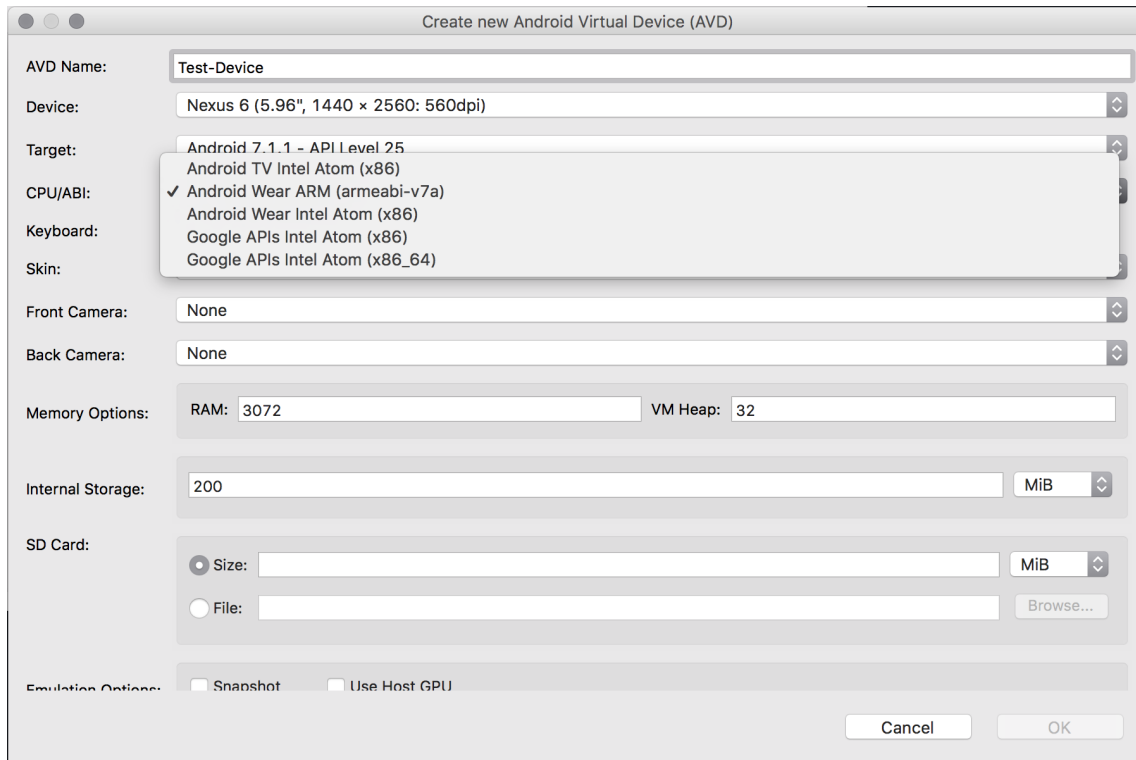 Create new Android Virtual Device (AVD)
AVD Name: Test-Device
Device: Nexus 6 (5.96", 1440 × 2560: 560dpi)
Target: Android 7.1.1 - API Level 25
Android TV Intel Atom (x86)
CPU/ABI: ✓ Android Wear ARM (armeabi-v7a)
Android Wear Intel Atom (x86)
Keyboard: Google APIs Intel Atom (x86)
Skin: Google APIs Intel Atom (x86_64)
Front Camera: None
Back Camera: None
Memory Options: RAM: 3072 VM Heap: 32
Internal Storage: 200 MiB
SD Card:
Size: MiB
File: Browse...
Emulation Options: Snapshot Use Host GPU
Cancel OK